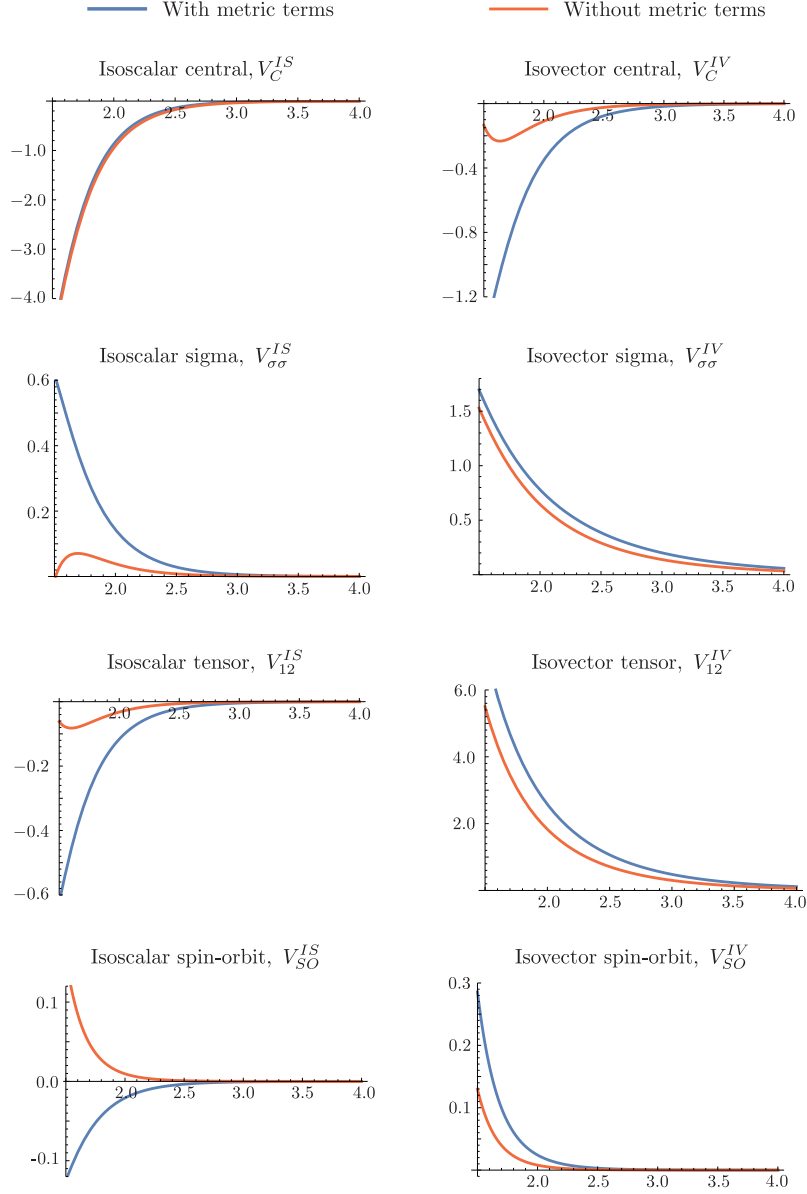 With metric terms Without metric terms
Isoscalar central, V_C^{IS}
2.0 2.5 3.0 3.5 4.0
−1.0
−2.0
−3.0
−4.0
Isovector central, V_C^{IV}
2.0 2.5 3.0 3.5 4.0
−0.4
−0.8
−1.2
Isoscalar sigma, V_{σσ}^{IS}
0.6
0.4
0.2
2.0 2.5 3.0 3.5 4.0
Isovector sigma, V_{σσ}^{IV}
1.5
1.0
0.5
2.0 2.5 3.0 3.5 4.0
Isoscalar tensor, V_{12}^{IS}
2.0 2.5 3.0 3.5 4.0
−0.2
−0.4
−0.6
Isovector tensor, V_{12}^{IV}
6.0
4.0
2.0
2.0 2.5 3.0 3.5 4.0
Isoscalar spin-orbit, V_{SO}^{IS}
0.1
0.0
2.0 2.5 3.0 3.5 4.0
-0.1
Isovector spin-orbit, V_{SO}^{IV}
0.3
0.2
0.1
2.0 2.5 3.0 3.5 4.0